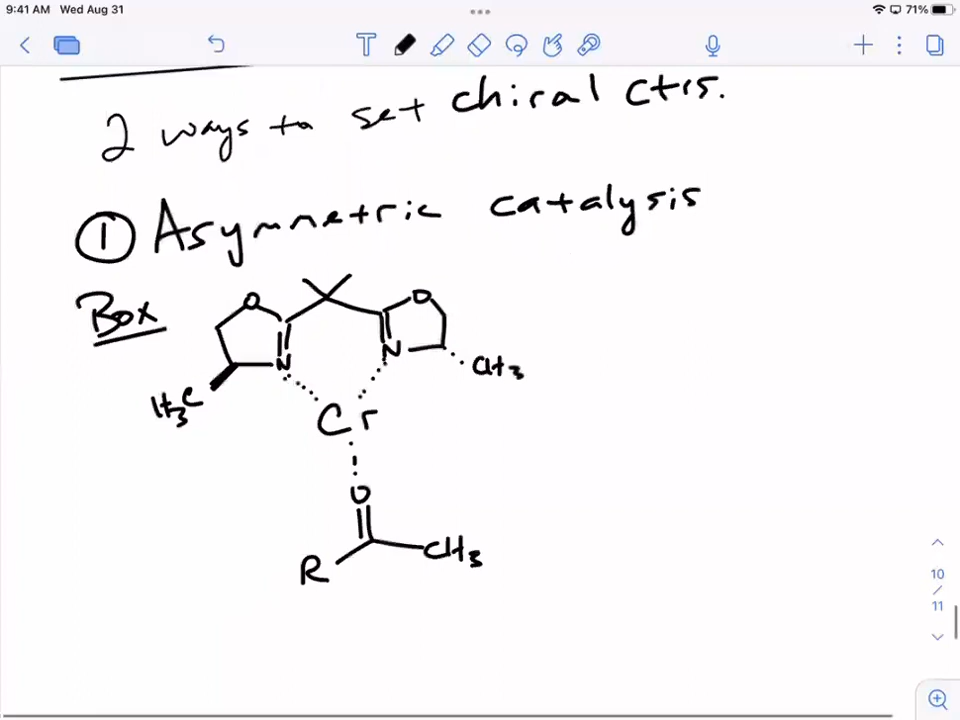 9:41 AM Wed Aug 31
71%
2 ways to set chiral ctrs.
① Asymmetric catalysis
Box
O O
N N
H₃C CH₃
Cr
O
R CH₃
10
/
11